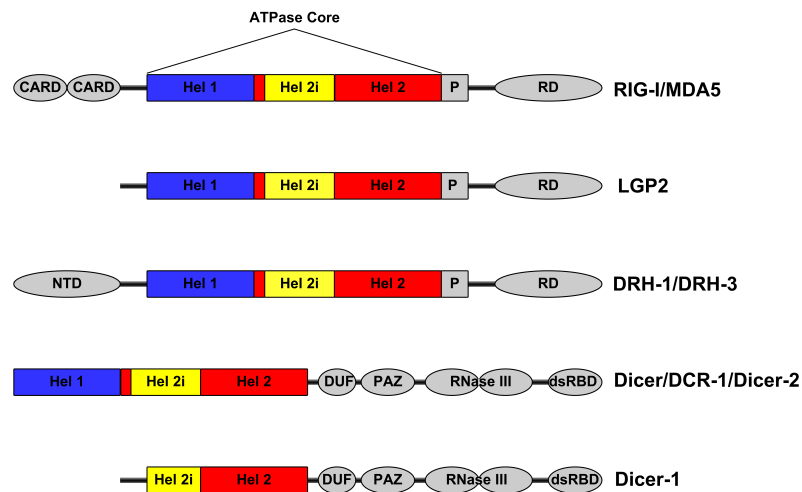 ATPase Core
CARD CARD Hel 1 Hel 2i Hel 2 P RD RIG-I/MDA5
Hel 1 Hel 2i Hel 2 P RD LGP2
NTD Hel 1 Hel 2i Hel 2 P RD DRH-1/DRH-3
Hel 1 Hel 2i Hel 2 DUF PAZ RNase III dsRBD Dicer/DCR-1/Dicer-2
Hel 2i Hel 2 DUF PAZ RNase III dsRBD Dicer-1